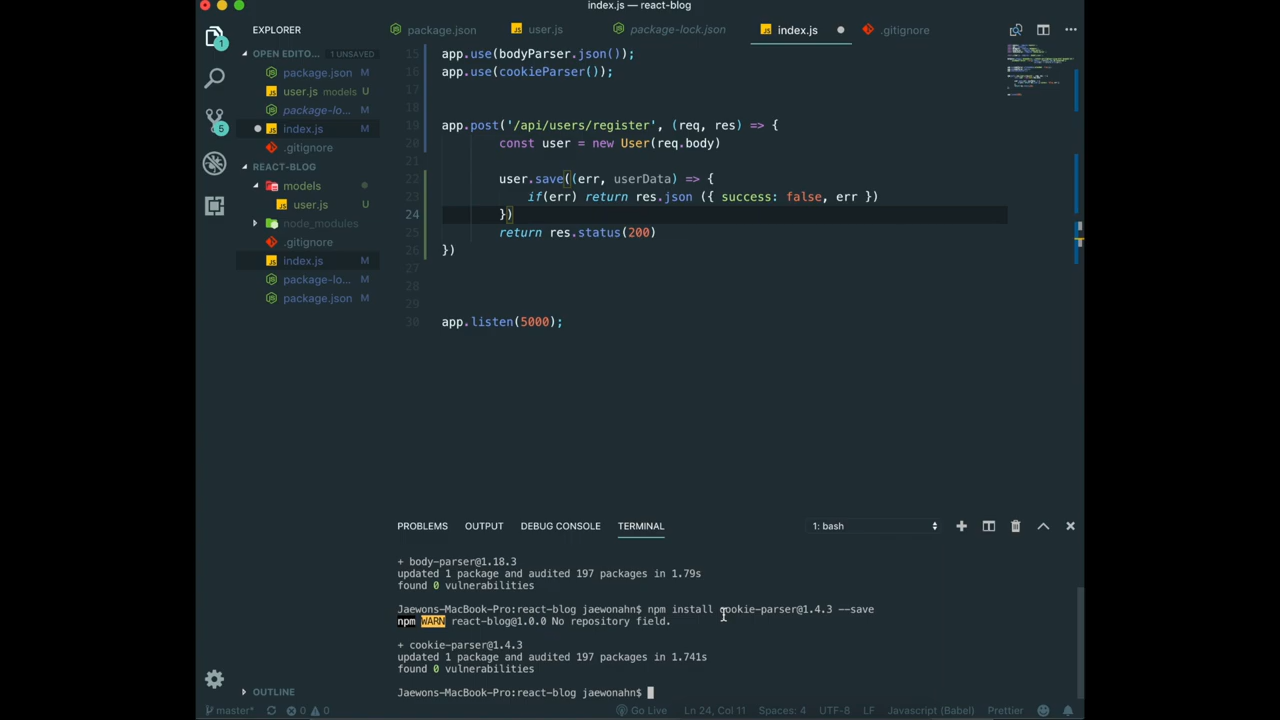 index.js — react-blog
EXPLORER
package.json
user.js
package-lock.json
index.js
.gitignore
OPEN EDITO... 1 UNSAVED
package.json M
user.js models U
package-lo... M
index.js M
.gitignore
REACT-BLOG
models
user.js U
node_modules
.gitignore
index.js M
package-lo... M
package.json M
1
5
15 app.use(bodyParser.json());
16 app.use(cookieParser());
17
18
19 app.post('/api/users/register', (req, res) => {
20 const user = new User(req.body)
21
22 user.save((err, userData) => {
23 if(err) return res.json ({ success: false, err })
24 })
25 return res.status(200)
26 })
27
28
29
30 app.listen(5000);
PROBLEMS OUTPUT DEBUG CONSOLE TERMINAL 1: bash
+ body-parser@1.18.3
updated 1 package and audited 197 packages in 1.79s
found 0 vulnerabilities
Jaewons-MacBook-Pro:react-blog jaewonahn$ npm install cookie-parser@1.4.3 --save
npm WARN react-blog@1.0.0 No repository field.
+ cookie-parser@1.4.3
updated 1 package and audited 197 packages in 1.741s
found 0 vulnerabilities
Jaewons-MacBook-Pro:react-blog jaewonahn$
OUTLINE
master* 0 0 Go Live Ln 24, Col 11 Spaces: 4 UTF-8 LF Javascript (Babel) Prettier